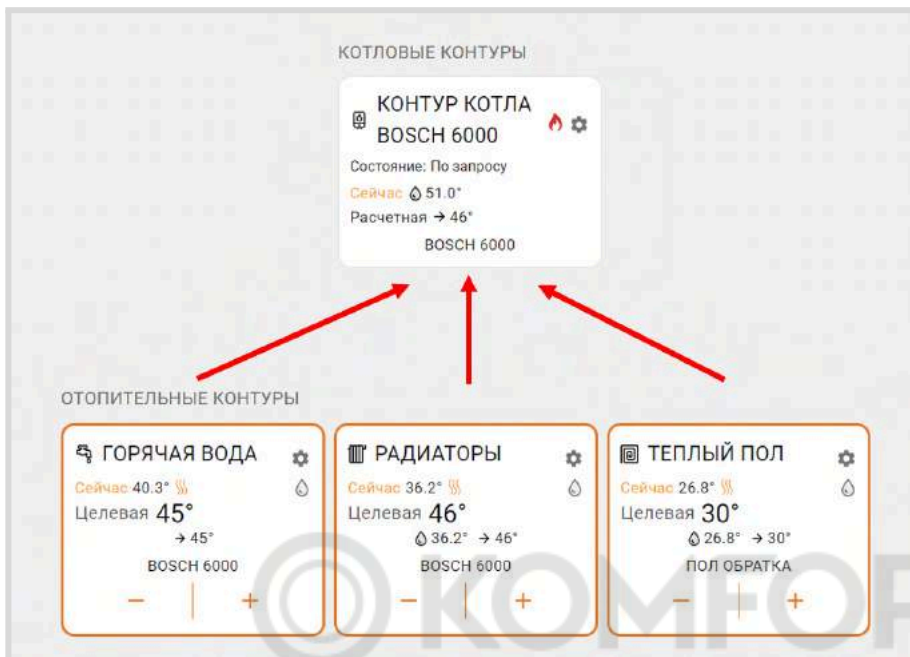 КОТЛОВЫЕ КОНТУРЫ
КОНТУР КОТЛА
BOSCH 6000
Состояние: По запросу
Сейчас 51.0°
Расчетная → 46°
BOSCH 6000
ОТОПИТЕЛЬНЫЕ КОНТУРЫ
ГОРЯЧАЯ ВОДА
Сейчас 40.3°
Целевая 45°
→ 45°
BOSCH 6000
− +
РАДИАТОРЫ
Сейчас 36.2°
Целевая 46°
36.2° → 46°
BOSCH 6000
− +
ТЕПЛЫЙ ПОЛ
Сейчас 26.8°
Целевая 30°
26.8° → 30°
ПОЛ ОБРАТКА
− +
KOMFOR